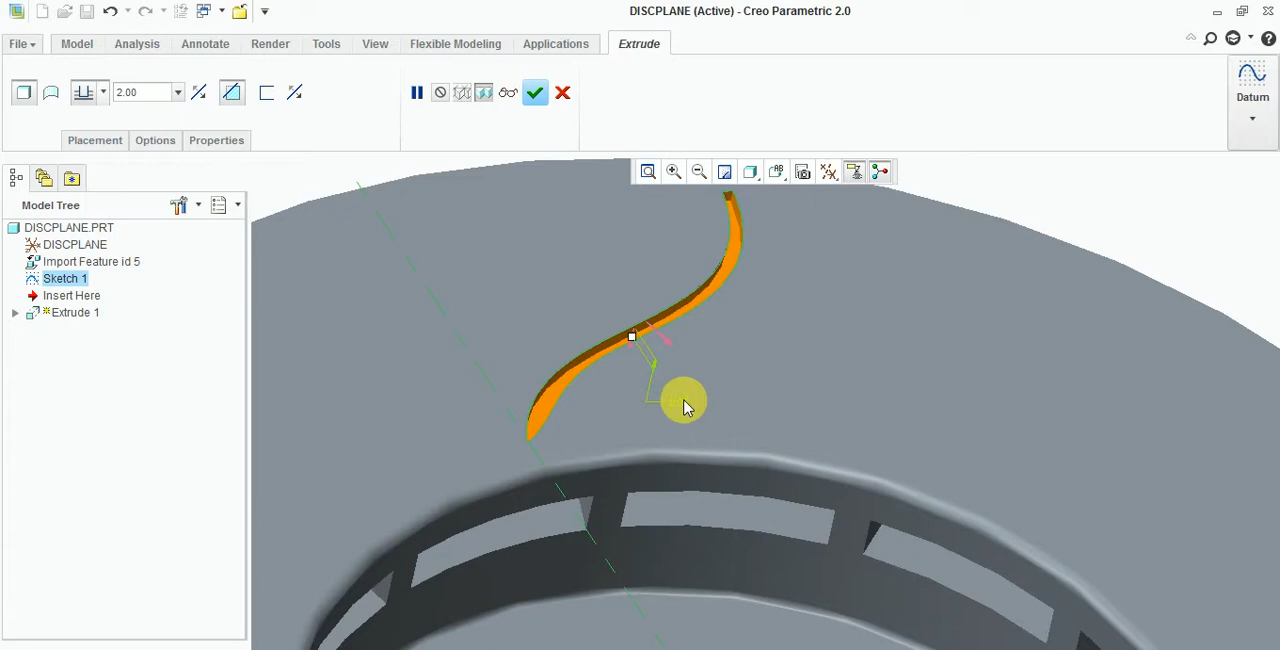 DISCPLANE (Active) - Creo Parametric 2.0
File Model Analysis Annotate Render Tools View Flexible Modeling Applications Extrude
2.00
Datum
Placement Options Properties
Model Tree
DISCPLANE.PRT
DISCPLANE
Import Feature id 5
Sketch 1
Insert Here
Extrude 1